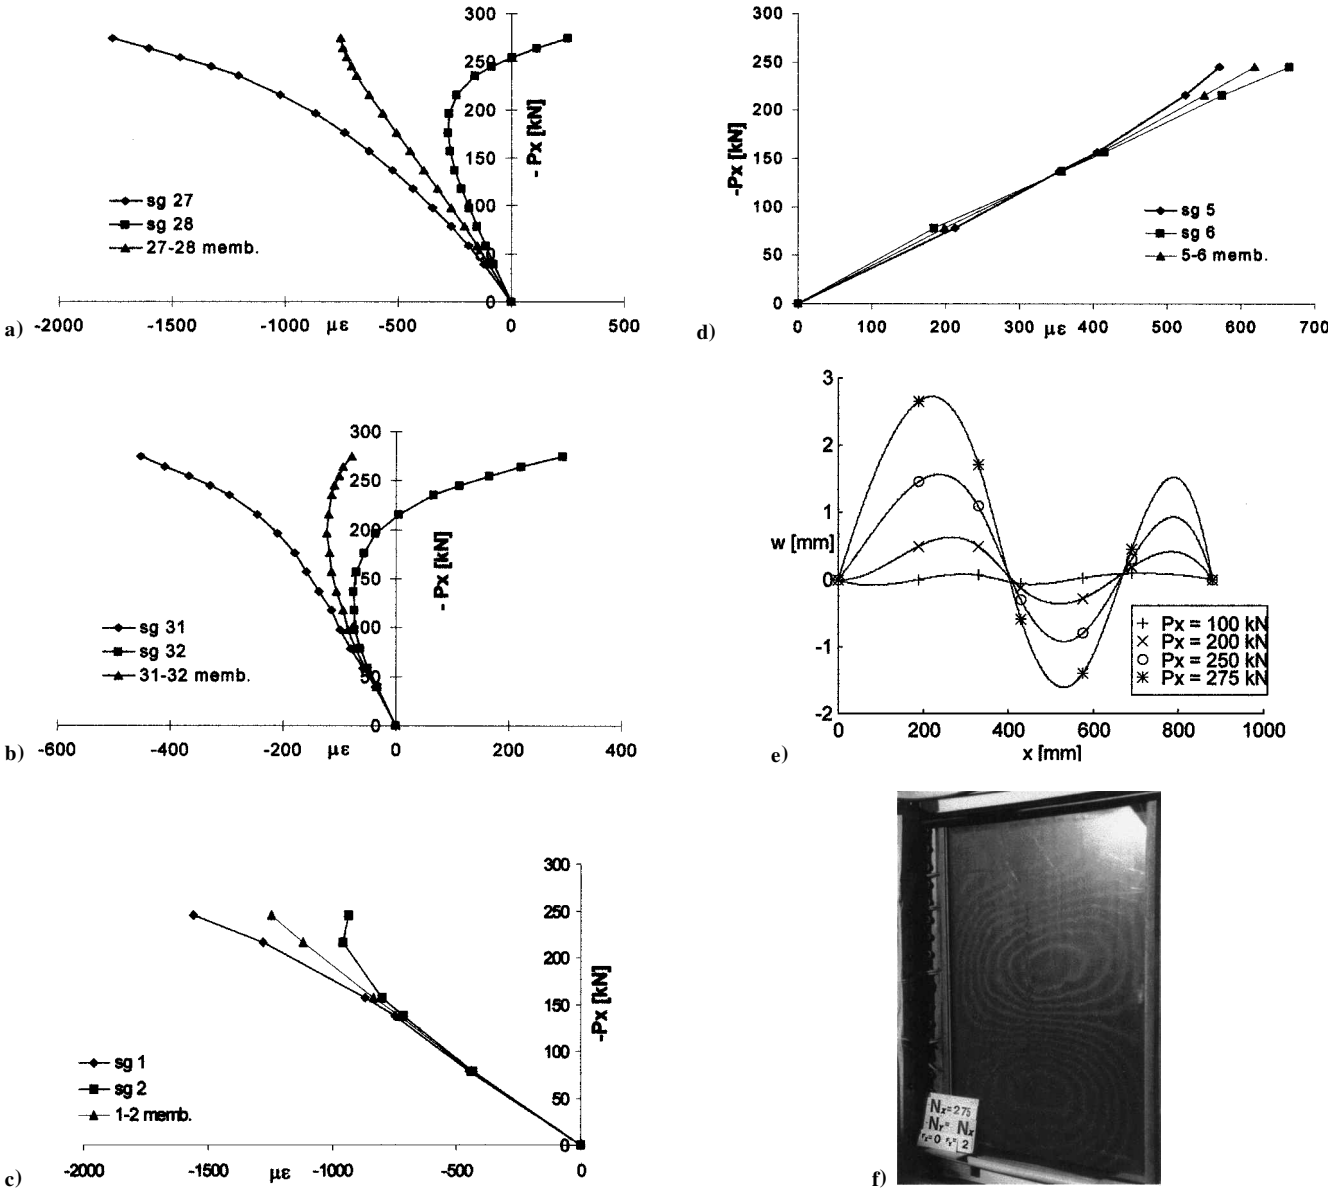 300
250
200
150
100
50
0
- Px [kN]
sg 27
sg 28
27-28 memb.
-2000 -1500 -1000 -500 0 500
µε
a)
300
250
200
150
100
50
0
-Px [kN]
sg 5
sg 6
5-6 memb.
0 100 200 300 400 500 600 700
µε
d)
300
250
200
150
100
50
0
- Px [kN]
sg 31
sg 32
31-32 memb.
-600 -400 -200 0 200 400
µε
b)
3
2
1
0
-1
-2
w [mm]
Px = 100 kN
Px = 200 kN
Px = 250 kN
Px = 275 kN
0 200 400 600 800 1000
x [mm]
e)
300
250
200
150
100
50
0
-Px [kN]
sg 1
sg 2
1-2 memb.
-2000 -1500 -1000 -500 0
µε
c)
Nx=275
-Nr= Nx
2
f)